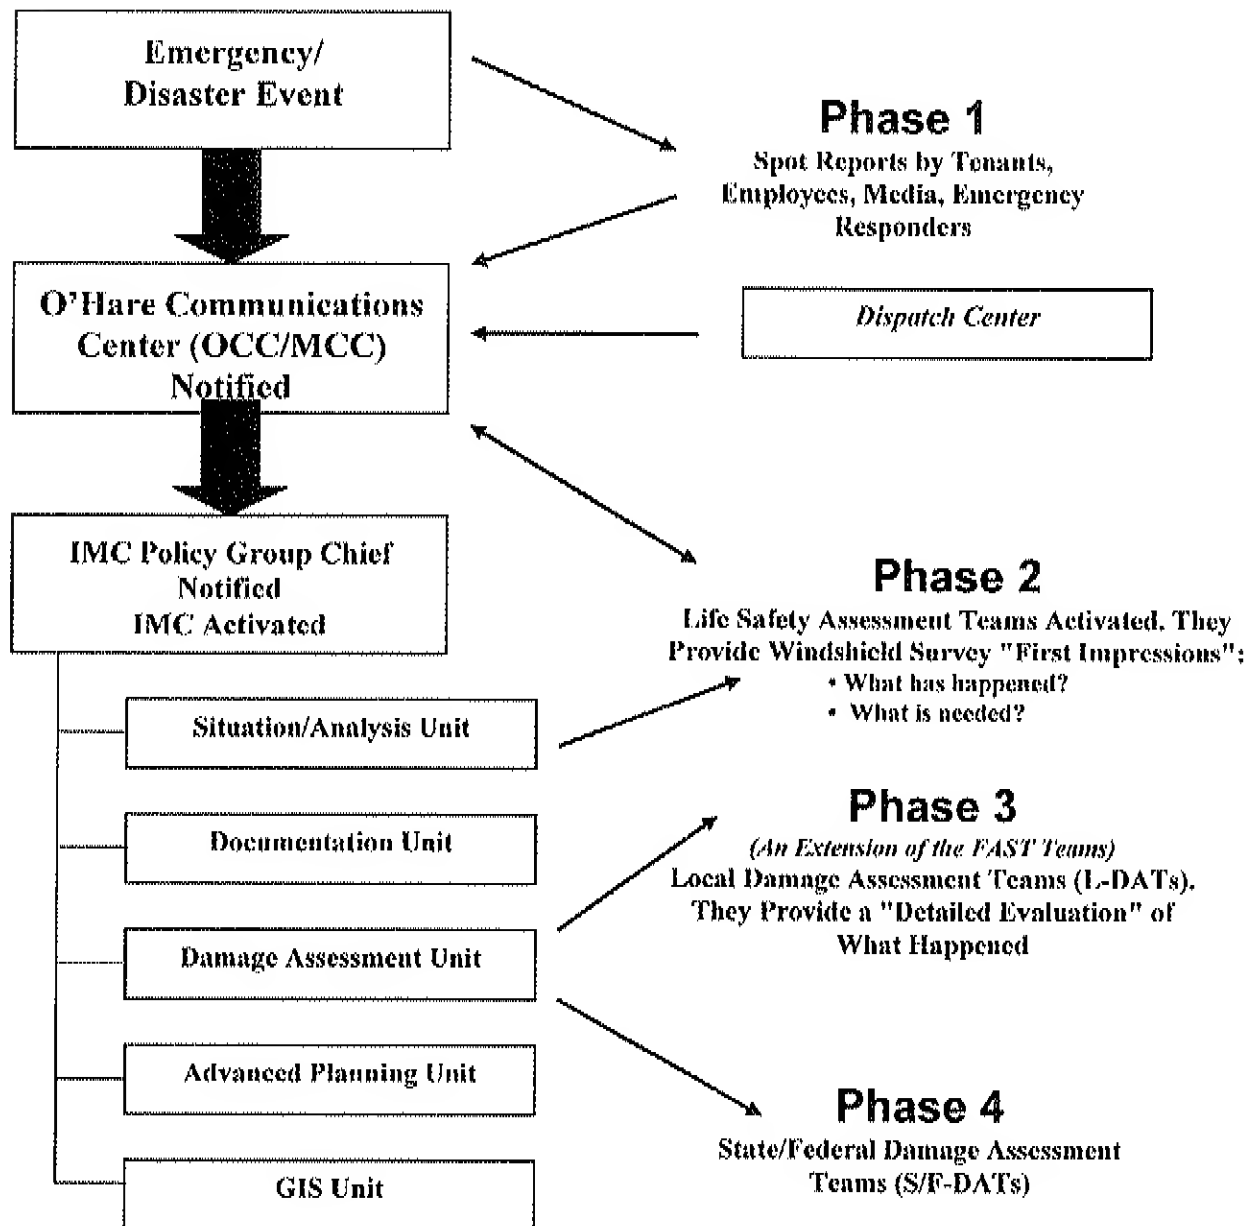 Emergency/
Disaster Event
Phase 1
Spot Reports by Tenants,
Employees, Media, Emergency
Responders
O'Hare Communications
Center (OCC/MCC)
Notified
Dispatch Center
IMC Policy Group Chief
Notified
IMC Activated
Phase 2
Life Safety Assessment Teams Activated. They
Provide Windshield Survey "First Impressions":
• What has happened?
• What is needed?
Situation/Analysis Unit
Documentation Unit
Damage Assessment Unit
Advanced Planning Unit
GIS Unit
Phase 3
(An Extension of the FAST Teams)
Local Damage Assessment Teams (L-DATs).
They Provide a "Detailed Evaluation" of
What Happened
Phase 4
State/Federal Damage Assessment
Teams (S/F-DATs)